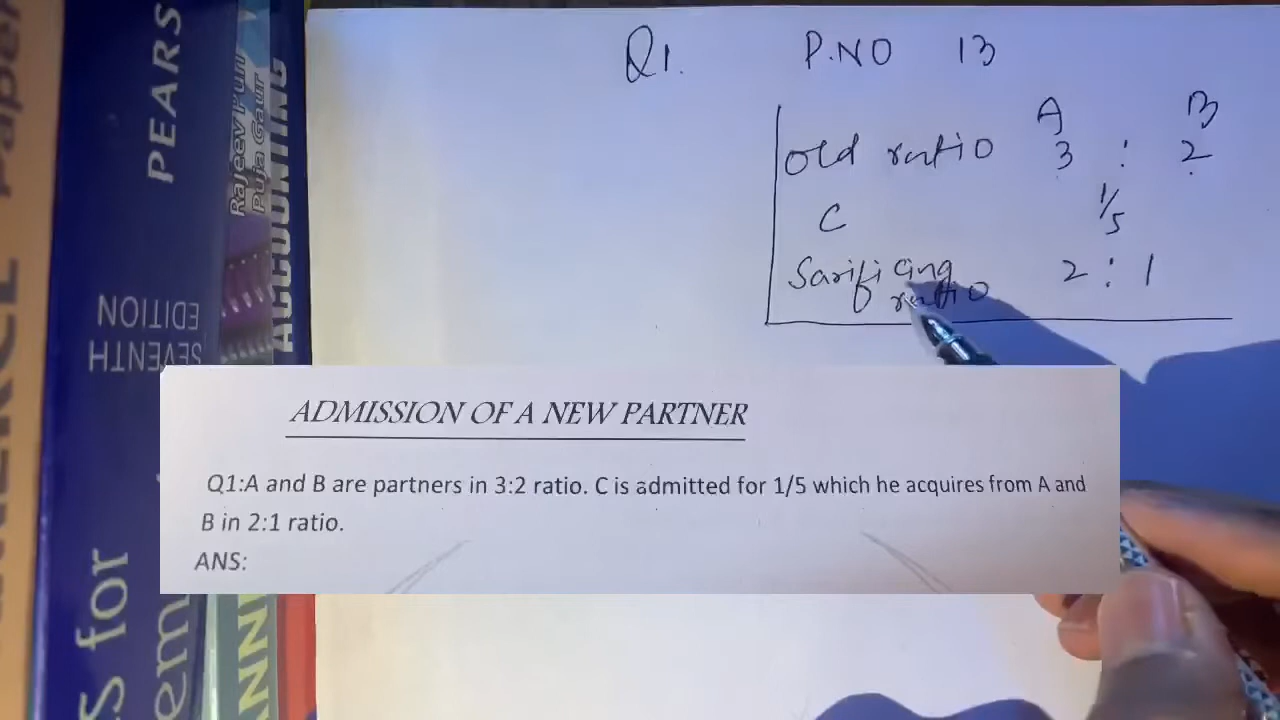 PEARS
SEVENTH
EDITION
S for
em
Rajeev Puri
Puja Gaur
ACCOUNTING
ANNI
Q1. P.NO 13
A B
Old ratio 3 : 2
C 1/5
Sarificing 2 : 1
ratio
ADMISSION OF A NEW PARTNER
Q1:A and B are partners in 3:2 ratio. C is admitted for 1/5 which he acquires from A and
B in 2:1 ratio.
ANS: